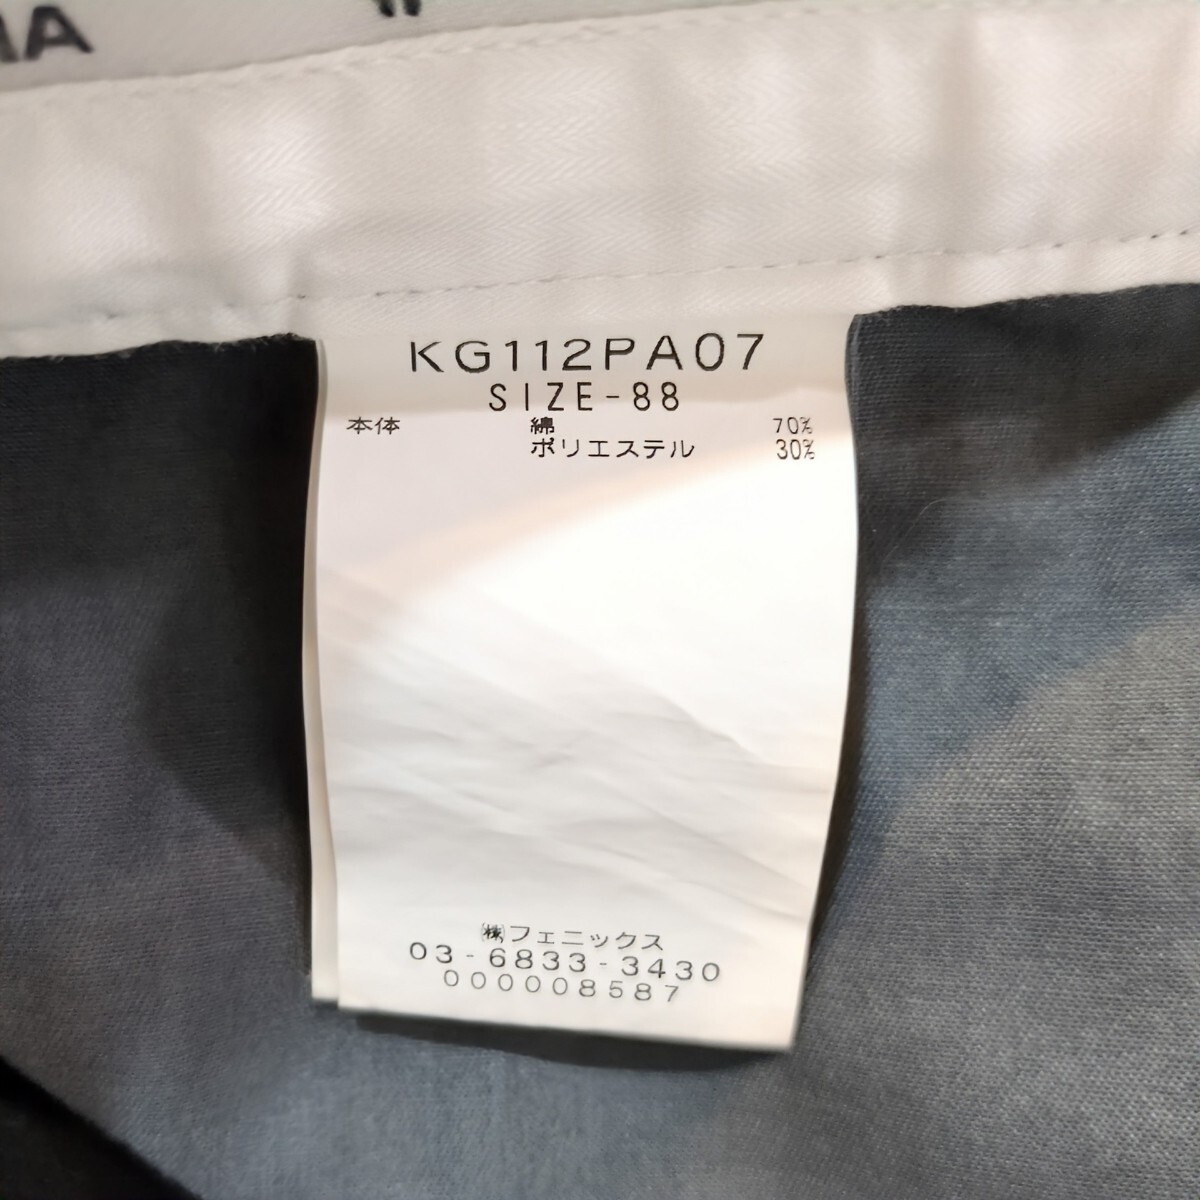 KG112PA07
SIZE-88
本体 綿 70%
ポリエステル 30%
㈱フェニックス
03-6833-3430
000008587